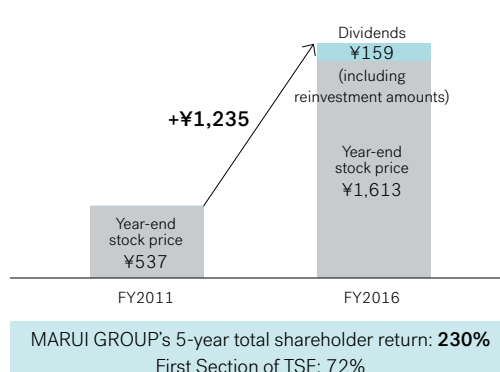 Dividends
¥159
(including
reinvestment amounts)
+¥1,235
Year-end
stock price
¥1,613
Year-end
stock price
¥537
FY2011
FY2016
MARUI GROUP's 5-year total shareholder return: 230%
First Section of TSE: 72%